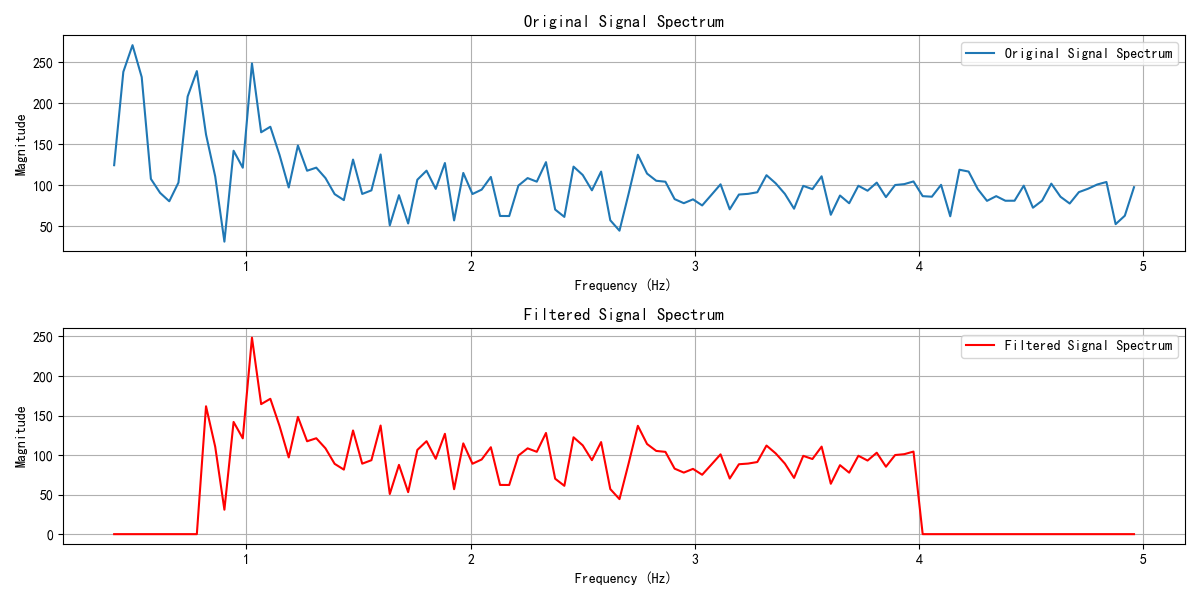 Original Signal Spectrum
Original Signal Spectrum
Magnitude
250
200
150
100
50
1 2 3 4 5
Frequency (Hz)
Filtered Signal Spectrum
Filtered Signal Spectrum
Magnitude
250
200
150
100
50
0
1 2 3 4 5
Frequency (Hz)